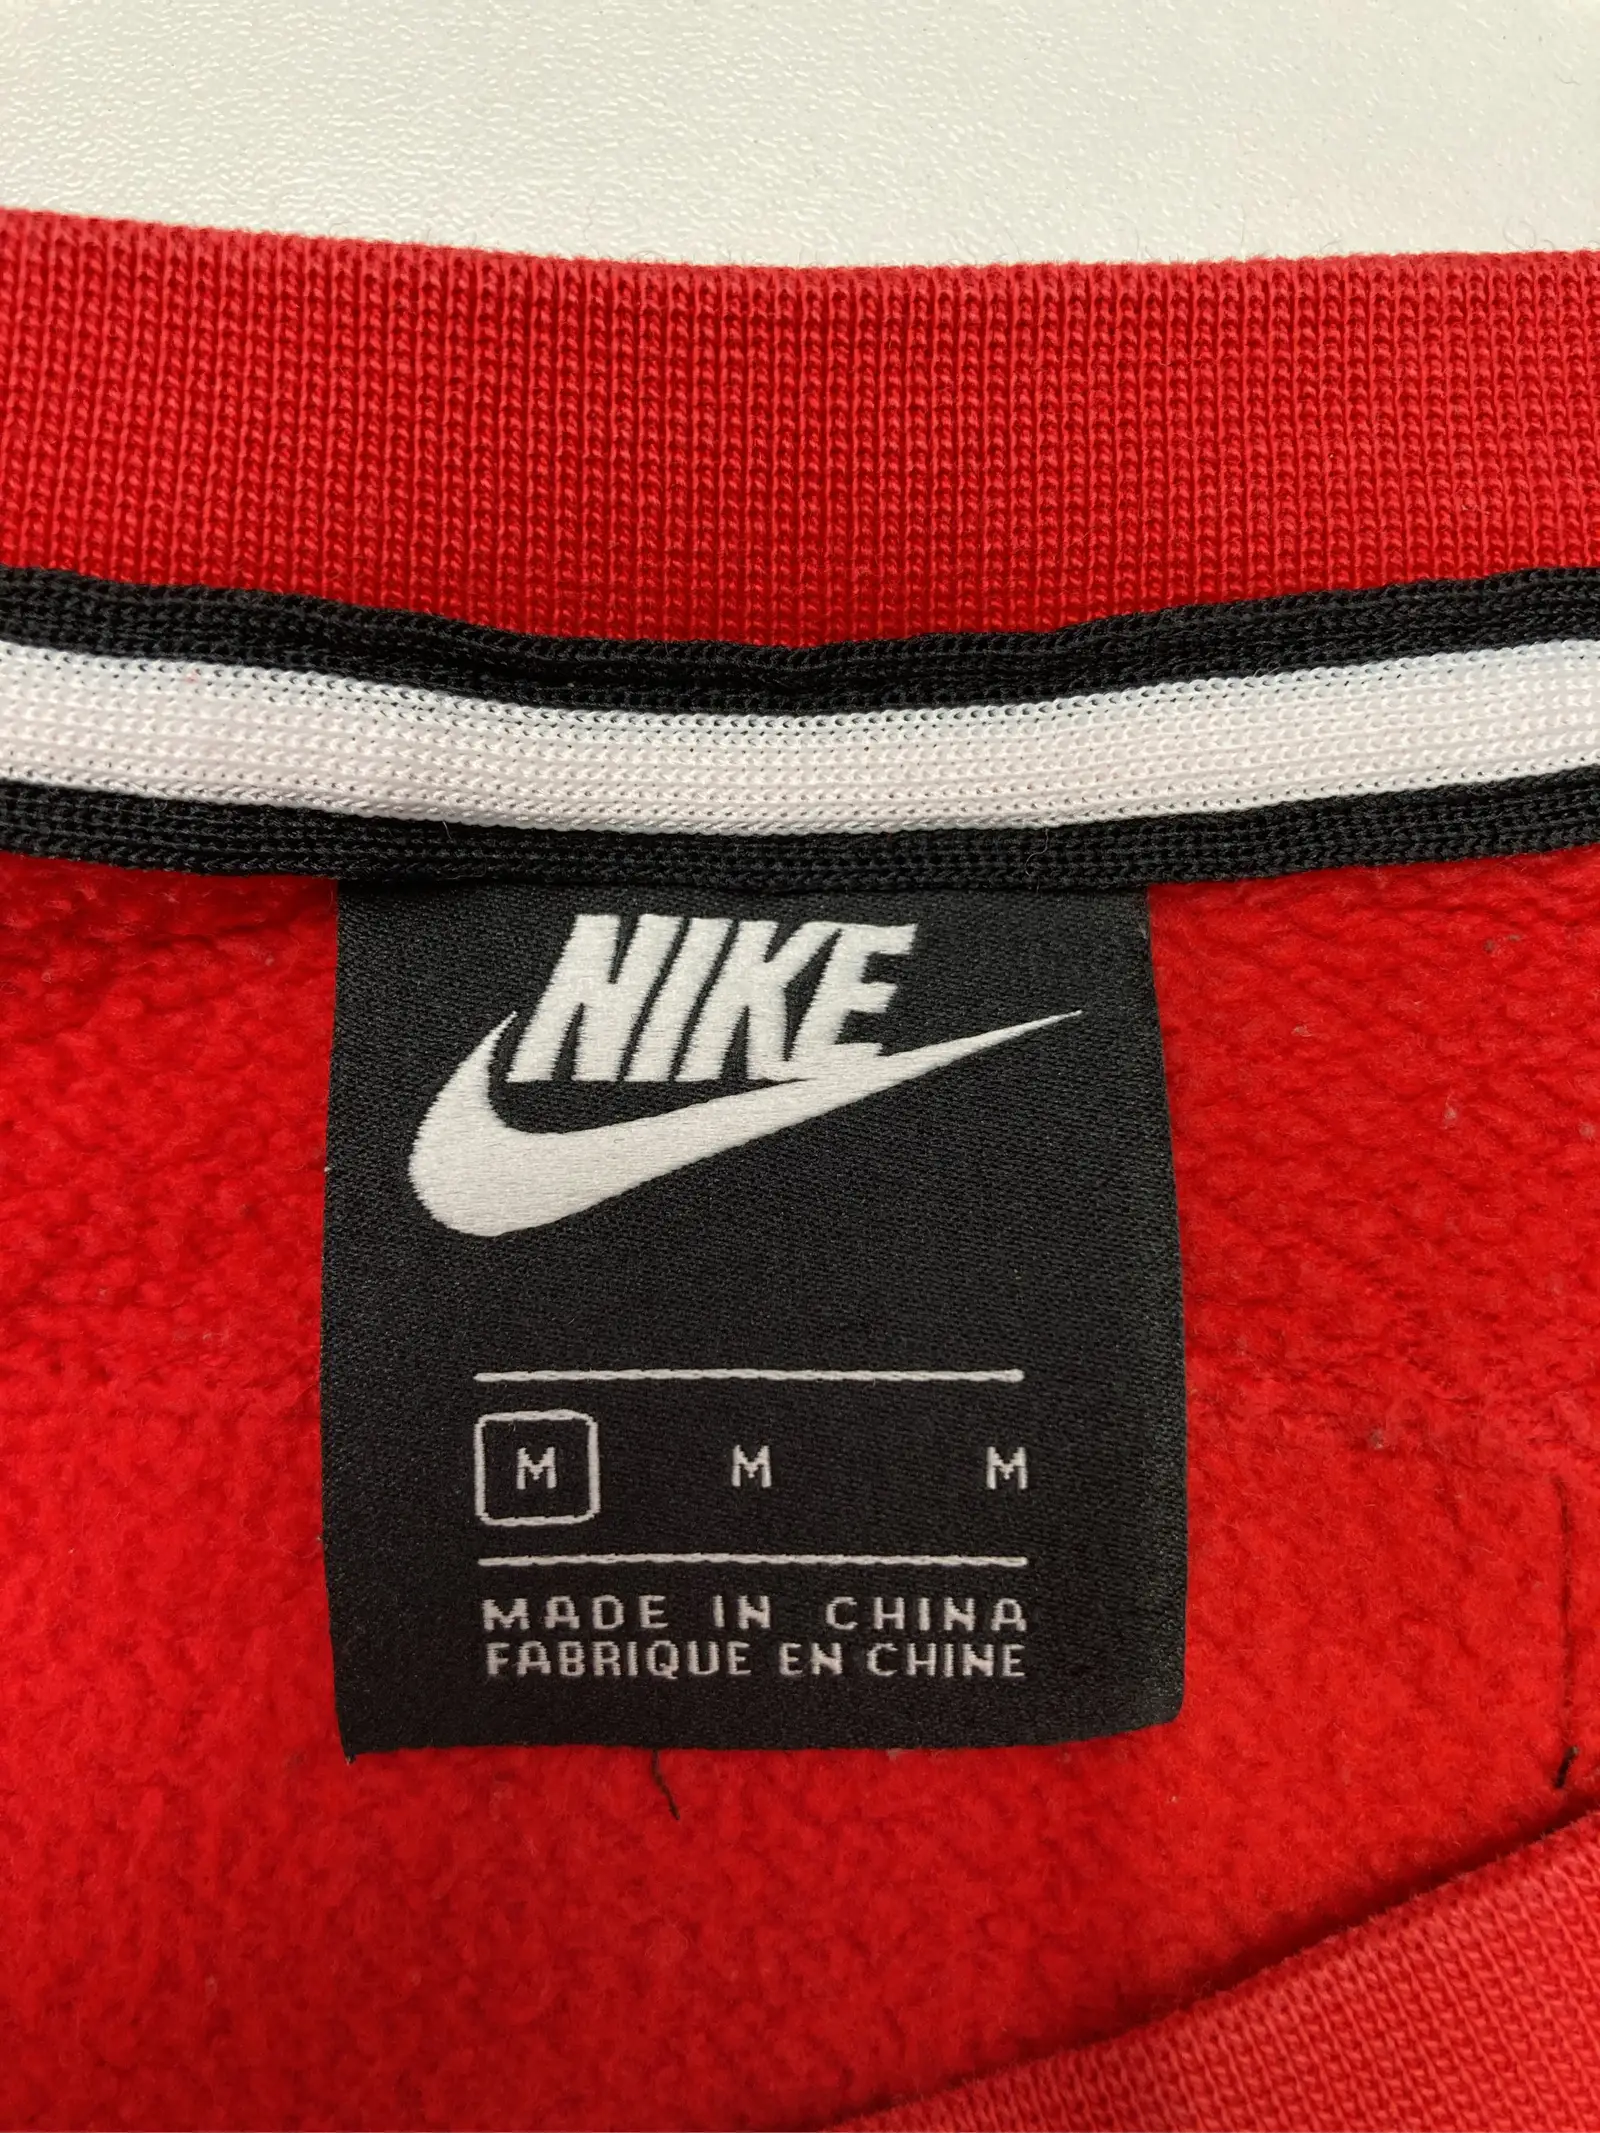 NIKE
M M M
MADE IN CHINA
FABRIQUE EN CHINE